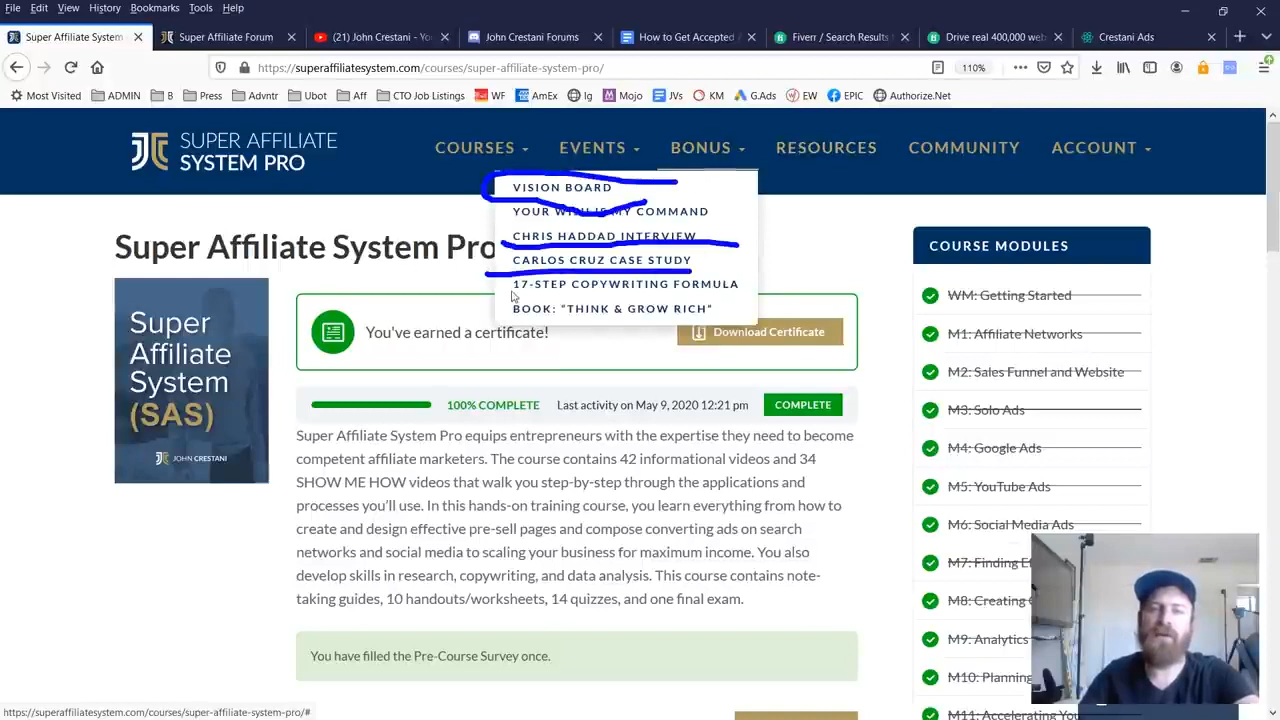 File Edit View History Bookmarks Tools Help
Super Affiliate System
Super Affiliate Forum
(21) John Crestani - Yo
John Crestani Forums
How to Get Accepted
Fiverr / Search Results
Drive real 400,000 web
Crestani Ads
https://superaffiliatesystem.com/courses/super-affiliate-system-pro/
110%
Most Visited ADMIN B Press Advntr Ubot Aff CTO Job Listings WF AmEx Ig Mojo JVs KM G.Ads EW EPIC Authorize.Net
SUPER AFFILIATE
SYSTEM PRO
COURSES EVENTS BONUS RESOURCES COMMUNITY ACCOUNT
VISION BOARD
YOUR WISH IS MY COMMAND
CHRIS HADDAD INTERVIEW
CARLOS CRUZ CASE STUDY
17-STEP COPYWRITING FORMULA
BOOK: “THINK & GROW RICH”
Super Affiliate System Pro
Super
Affiliate
System
(SAS)
JOHN CRESTANI
You've earned a certificate!
Download Certificate
100% COMPLETE
Last activity on May 9, 2020 12:21 pm
COMPLETE
Super Affiliate System Pro equips entrepreneurs with the expertise they need to become
competent affiliate marketers. The course contains 42 informational videos and 34
SHOW ME HOW videos that walk you step-by-step through the applications and
processes you’ll use. In this hands-on training course, you learn everything from how to
create and design effective pre-sell pages and compose converting ads on search
networks and social media to scaling your business for maximum income. You also
develop skills in research, copywriting, and data analysis. This course contains note-
taking guides, 10 handouts/worksheets, 14 quizzes, and one final exam.
You have filled the Pre-Course Survey once.
COURSE MODULES
WM: Getting Started
M1: Affiliate Networks
M2: Sales Funnel and Website
M3: Solo Ads
M4: Google Ads
M5: YouTube Ads
M6: Social Media Ads
M7: Finding
M8: Creating
M9: Analytics
M10: Planning
M11: Accelerating You
https://superaffiliatesystem.com/courses/super-affiliate-system-pro/#